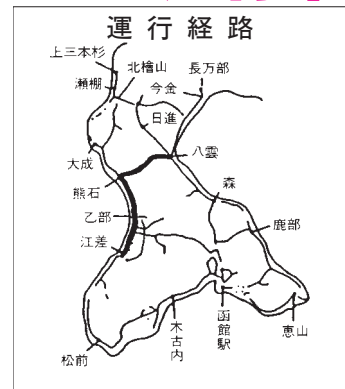 運行経路
上三本杉
北檜山
長万部
瀬棚
今金
日進
大成
八雲
熊石
森
乙部
鹿部
江差
松前
木古内
函館駅
恵山